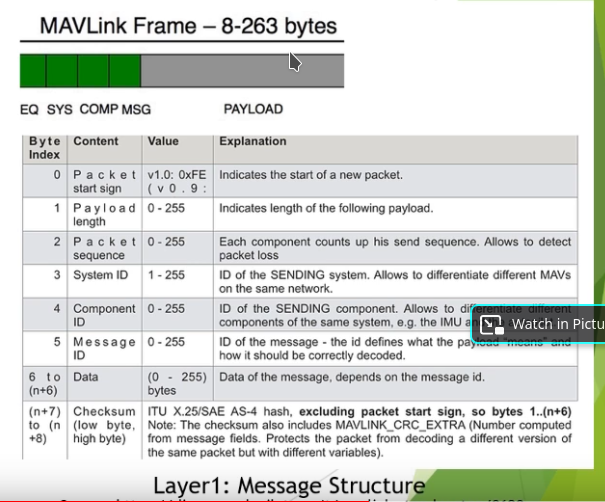 MAVLink Frame – 8-263 bytes
EQ SYS COMP MSG PAYLOAD
Byte Index Content Value Explanation
0 Packet start sign v1.0: 0xFE (v0.9: Indicates the start of a new packet.
1 Payload length 0 - 255 Indicates length of the following payload.
2 Packet sequence 0 - 255 Each component counts up his send sequence. Allows to detect packet loss
3 System ID 1 - 255 ID of the SENDING system. Allows to differentiate different MAVs on the same network.
4 Component ID 0 - 255 ID of the SENDING component. Allows to differentiate different components of the same system, e.g. the IMU
Watch in Pictu
5 Message ID 0 - 255 ID of the message - the id defines what the payload "means" and how it should be correctly decoded.
6 to (n+6) Data (0 - 255) bytes Data of the message, depends on the message id.
(n+7) to (n+8) Checksum (low byte, high byte) ITU X.25/SAE AS-4 hash, excluding packet start sign, so bytes 1..(n+6)
Note: The checksum also includes MAVLINK_CRC_EXTRA (Number computed from message fields. Protects the packet from decoding a different version of the same packet but with different variables).
Layer1: Message Structure